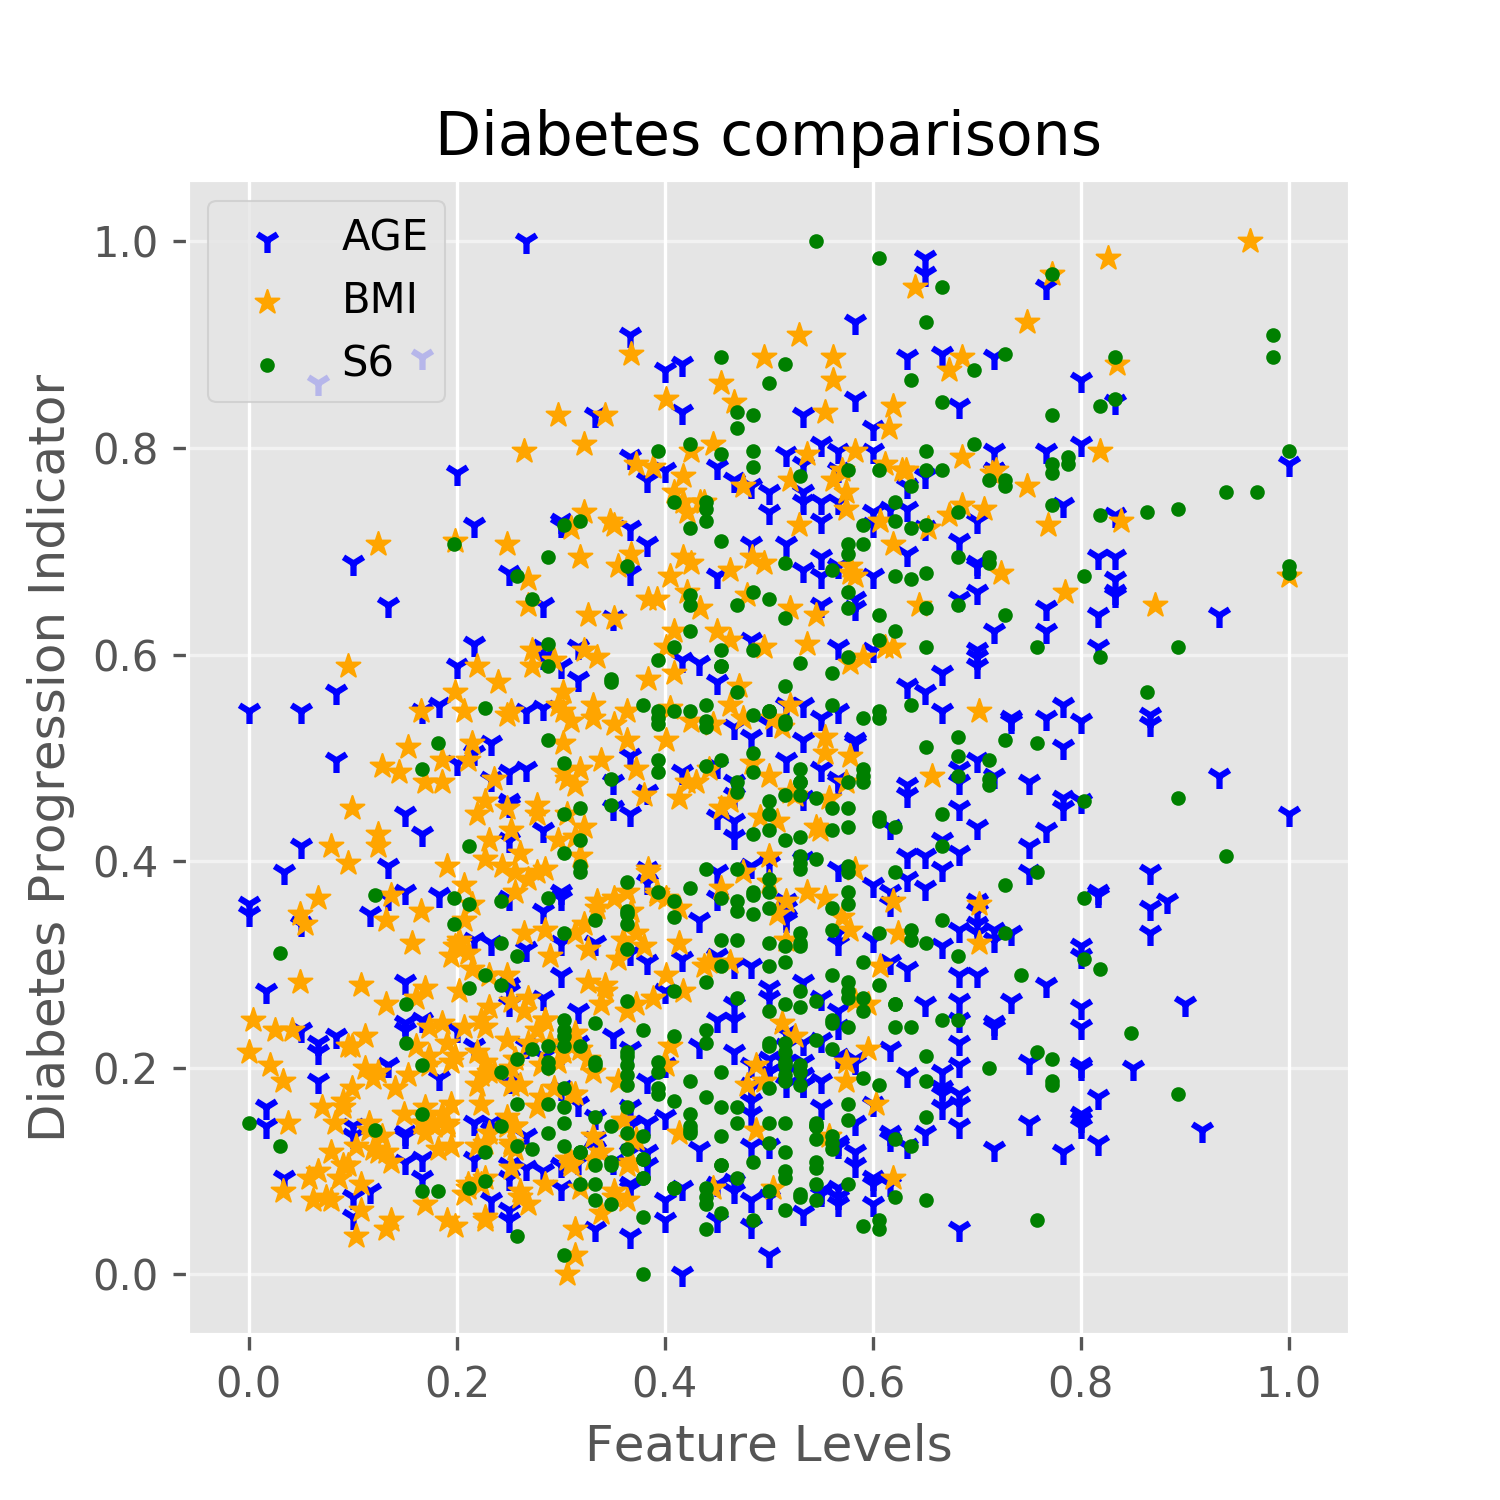 Diabetes comparisons
AGE
BMI
S6
Diabetes Progression Indicator
1.0
0.8
0.6
0.4
0.2
0.0
0.0 0.2 0.4 0.6 0.8 1.0
Feature Levels